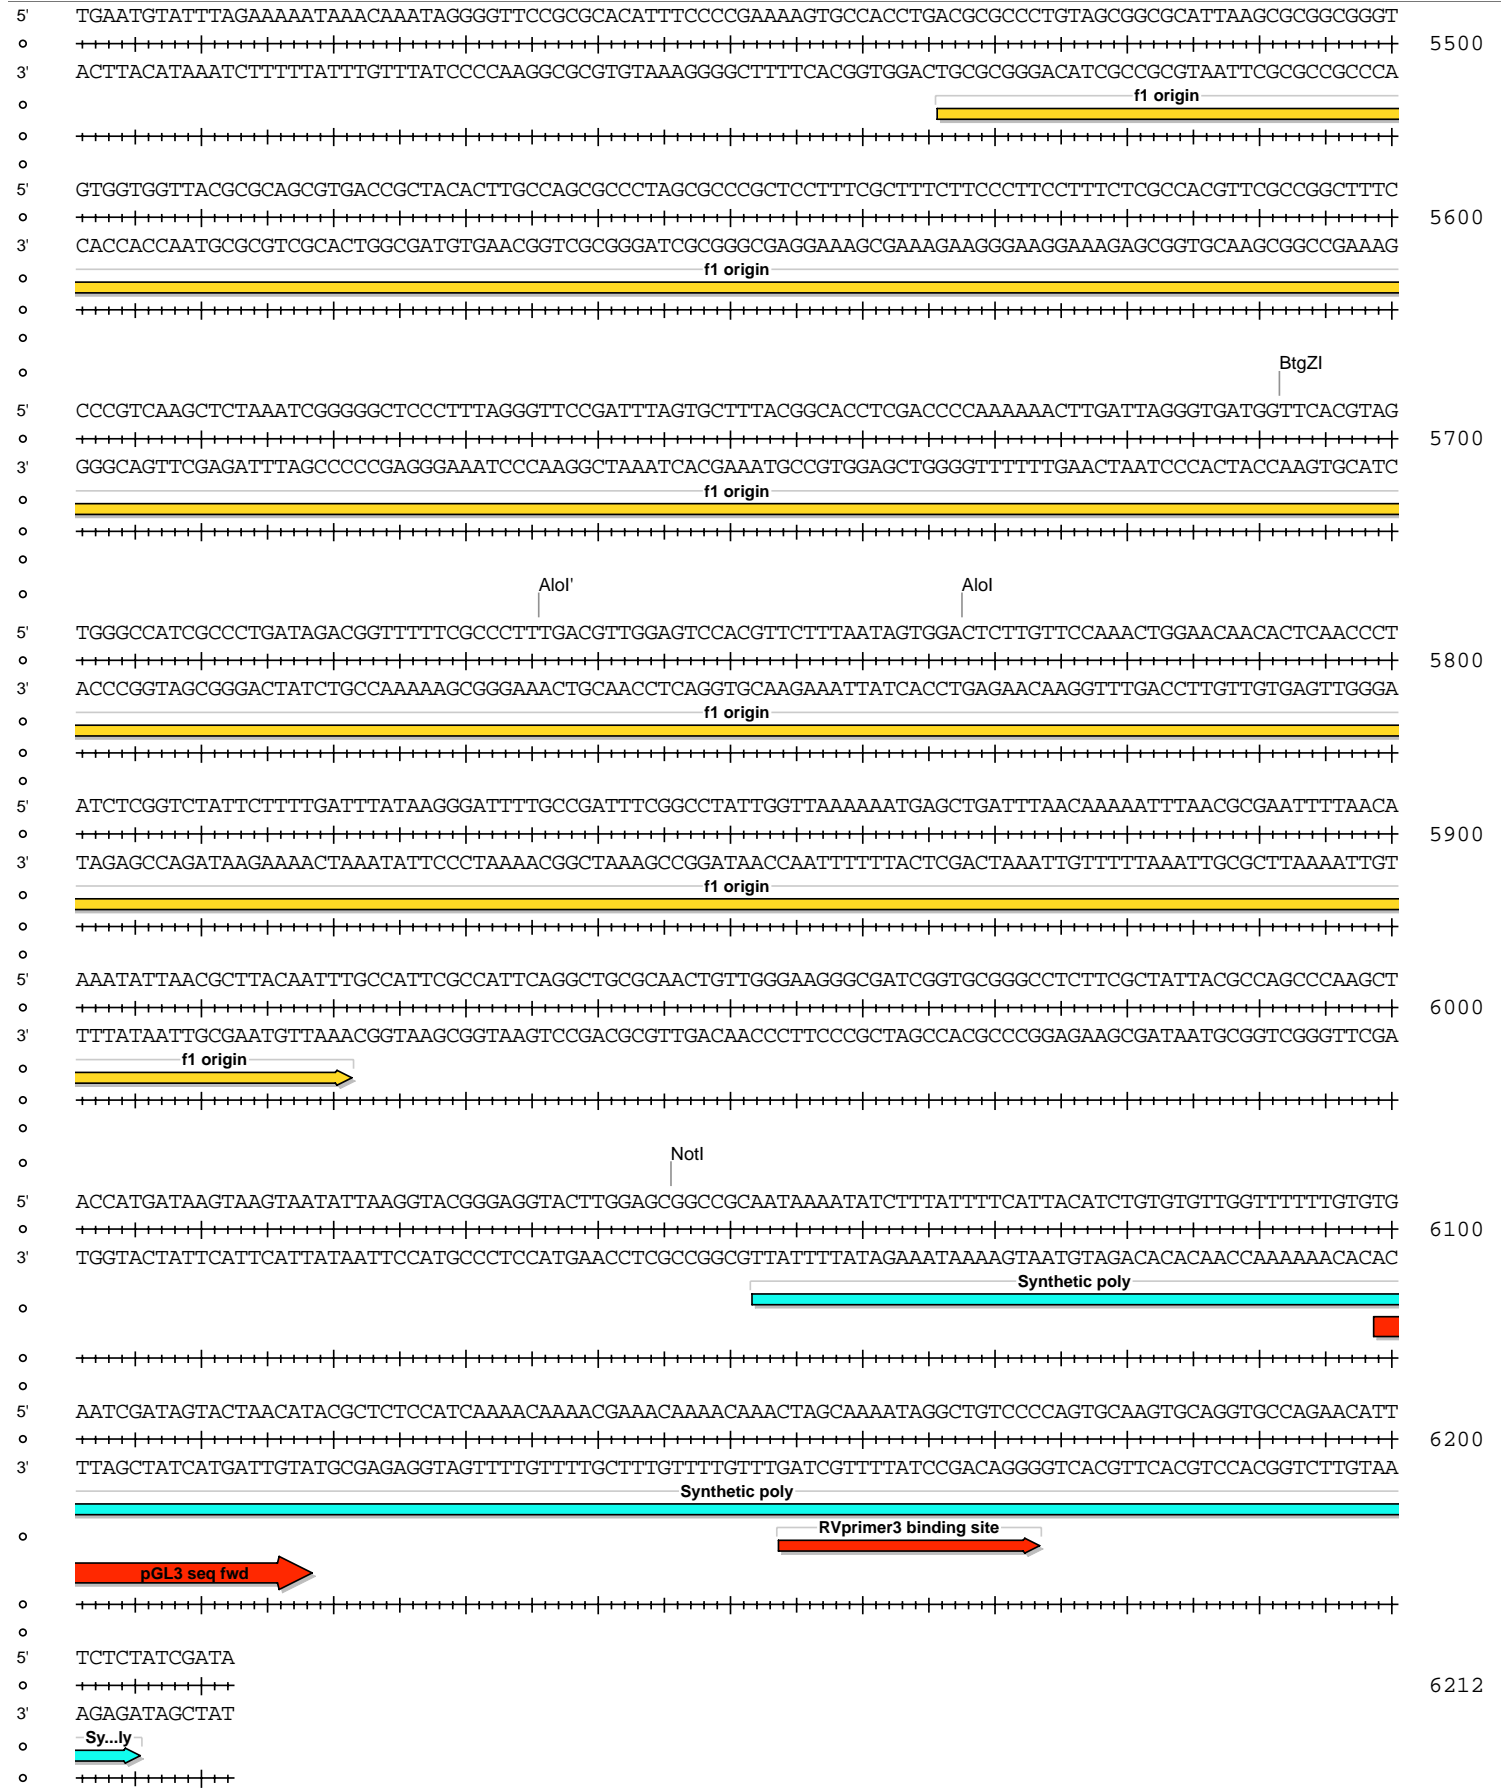 5' TGAATGTATTTAGAAAAATAAACAAATAGGGGTTCCGCGCACATTTCCCCGAAAAGTGCCACCTGACGCGCCCTGTAGCGGCGCATTAAGCGCGGCGGGT
5500
3' ACTTACATAAATCTTTTTATTTGTTTATCCCCAAGGCGCGTGTAAAGGGGCTTTTCACGGTGGACTGCGCGGGACATCGCCGCGTAATTCGCGCCGCCCA
f1 origin
5' GTGGTGGTTACGCGCAGCGTGACCGCTACACTTGCCAGCGCCCTAGCGCCCGCTCCTTTCGCTTTCTTCCCTTCCTTTCTCGCCACGTTCGCCGGCTTTC
5600
3' CACCACCAATGCGCGTCGCACTGGCGATGTGAACGGTCGCGGGATCGCGGGCGAGGAAAGCGAAAGAAGGGAAGGAAAGAGCGGTGCAAGCGGCCGAAAG
f1 origin
BtgZI
5' CCCGTCAAGCTCTAAATCGGGGGCTCCCTTTAGGGTTCCGATTTAGTGCTTTACGGCACCTCGACCCCAAAAAACTTGATTAGGGTGATGGTTCACGTAG
5700
3' GGGCAGTTCGAGATTTAGCCCCCGAGGGAAATCCCAAGGCTAAATCACGAAATGCCGTGGAGCTGGGGTTTTTTGAACTAATCCCACTACCAAGTGCATC
f1 origin
AloI' AloI
5' TGGGCCATCGCCCTGATAGACGGTTTTTCGCCCTTTGACGTTGGAGTCCACGTTCTTTAATAGTGGACTCTTGTTCCAAACTGGAACAACACTCAACCCT
5800
3' ACCCGGTAGCGGGACTATCTGCCAAAAAGCGGGAAACTGCAACCTCAGGTGCAAGAAATTATCACCTGAGAACAAGGTTTGACCTTGTTGTGAGTTGGGA
f1 origin
5' ATCTCGGTCTATTCTTTTGATTTATAAGGGATTTTGCCGATTTCGGCCTATTGGTTAAAAAATGAGCTGATTTAACAAAAATTTAACGCGAATTTTAACA
5900
3' TAGAGCCAGATAAGAAAACTAAATATTCCCTAAAACGGCTAAAGCCGGATAACCAATTTTTTACTCGACTAAATTGTTTTTAAATTGCGCTTAAAATTGT
f1 origin
5' AAATATTAACGCTTACAATTTGCCATTCGCCATTCAGGCTGCGCAACTGTTGGGAAGGGCGATCGGTGCGGGCCTCTTCGCTATTACGCCAGCCCAAGCT
6000
3' TTTATAATTGCGAATGTTAAACGGTAAGCGGTAAGTCCGACGCGTTGACAACCCTTCCCGCTAGCCACGCCCGGAGAAGCGATAATGCGGTCGGGTTCGA
f1 origin
NotI
5' ACCATGATAAGTAAGTAATATTAAGGTACGGGAGGTACTTGGAGCGGCCGCAATAAAATATCTTTATTTTCATTACATCTGTGTGTTGGTTTTTTGTGTG
6100
3' TGGTACTATTCATTCATTATAATTCCATGCCCTCCATGAACCTCGCCGGCGTTATTTTATAGAAATAAAAGTAATGTAGACACACAACCAAAAAACACAC
Synthetic poly
5' AATCGATAGTACTAACATACGCTCTCCATCAAAACAAAACGAAACAAAACAAACTAGCAAAATAGGCTGTCCCCAGTGCAAGTGCAGGTGCCAGAACATT
6200
3' TTAGCTATCATGATTGTATGCGAGAGGTAGTTTTGTTTTGCTTTGTTTTGTTTGATCGTTTTATCCGACAGGGGTCACGTTCACGTCCACGGTCTTGTAA
Synthetic poly
RVprimer3 binding site
pGL3 seq fwd
5' TCTCTATCGATA
6212
3' AGAGATAGCTAT
Sy...ly